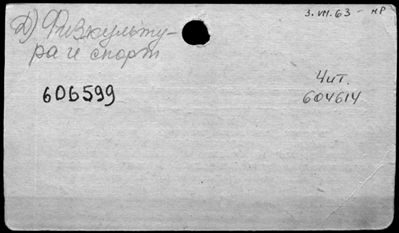 3.VII.63 - нр
Д) Физкульту-
ра и спорт
606599
Чит.
604614